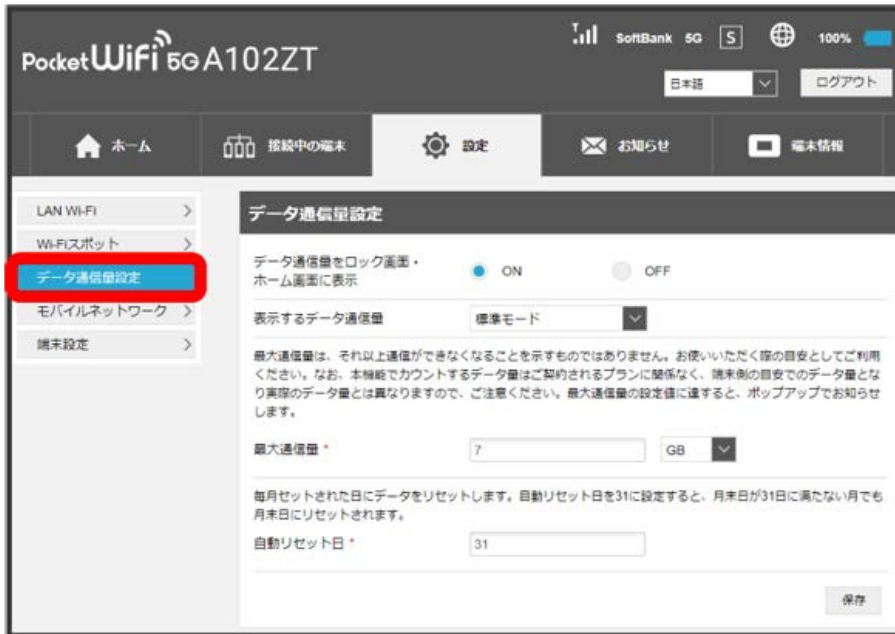 Pocket WiFi 5G A102ZT
SoftBank 5G S 100%
日本語
ログアウト
ホーム
接続中の端末
設定
お知らせ
端末情報
LAN Wi-Fi
Wi-Fiスポット
データ通信量設定
モバイルネットワーク
端末設定
データ通信量設定
データ通信量をロック画面・
ホーム画面に表示
ON
OFF
表示するデータ通信量
標準モード
最大通信量は、それ以上通信ができなくなることを示すものではありません。お使いいただく際の目安としてご利用
ください。なお、本機能でカウントするデータ量はご契約されるプランに関係なく、端末側の目安でのデータ量とな
り実際のデータ量とは異なりますので、ご注意ください。最大通信量の設定値に達すると、ポップアップでお知らせ
します。
最大通信量 *
7
GB
毎月セットされた日にデータをリセットします。自動リセット日を31に設定すると、月末日が31日に満たない月でも
月末日にリセットされます。
自動リセット日 *
31
保存